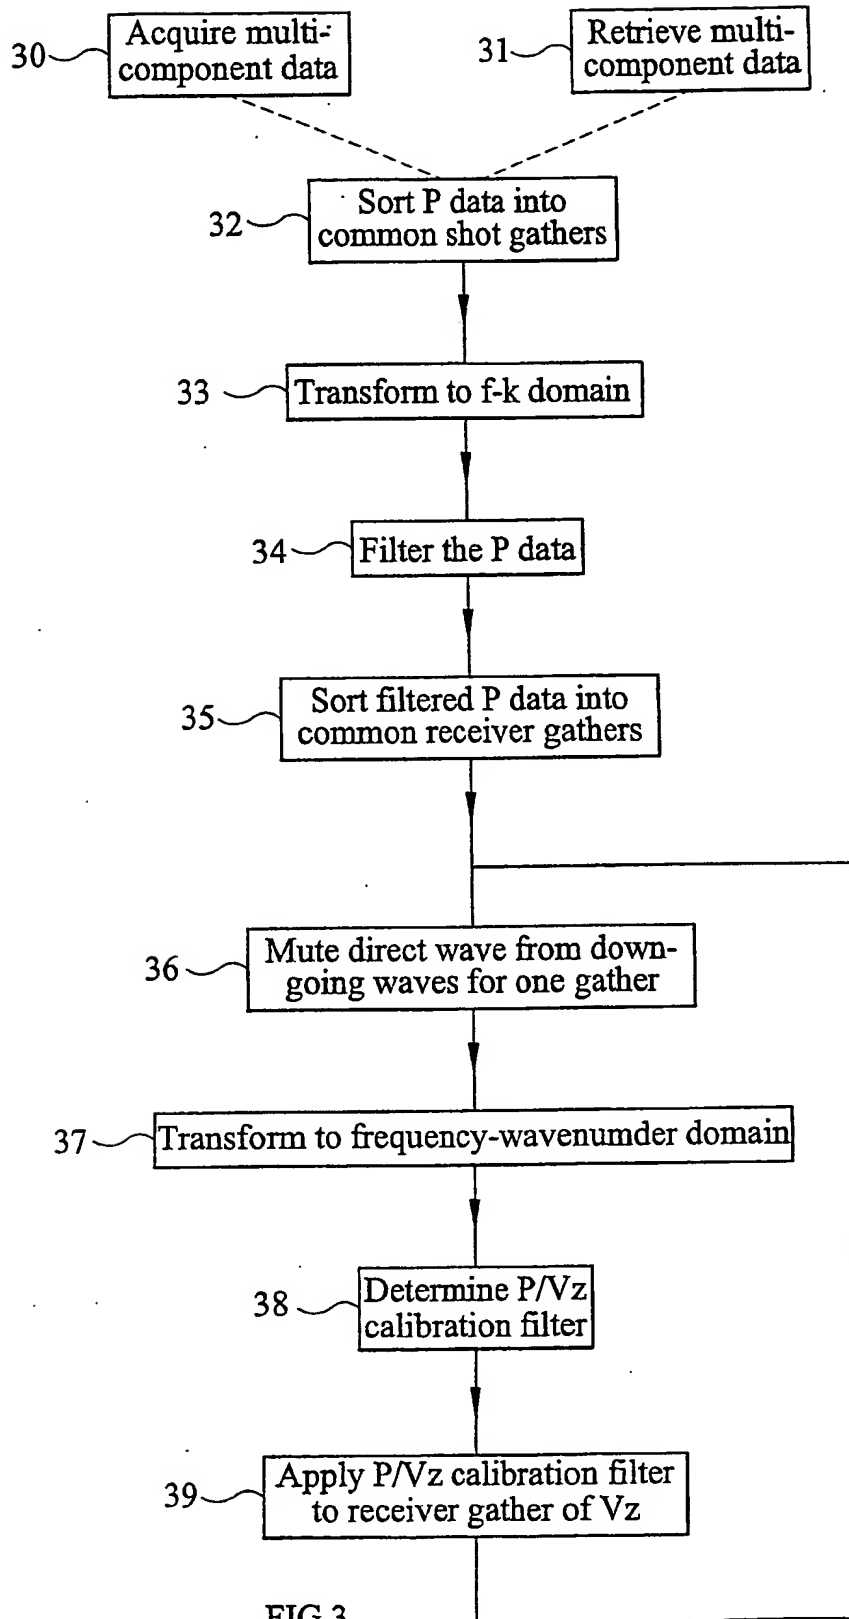 30
Acquire multi-
component data
31
Retrieve multi-
component data
32
Sort P data into
common shot gathers
33
Transform to f-k domain
34
Filter the P data
35
Sort filtered P data into
common receiver gathers
36
Mute direct wave from down-
going waves for one gather
37
Transform to frequency-wavenumder domain
38
Determine P/Vz
calibration filter
39
Apply P/Vz calibration filter
to receiver gather of Vz
FIG 3